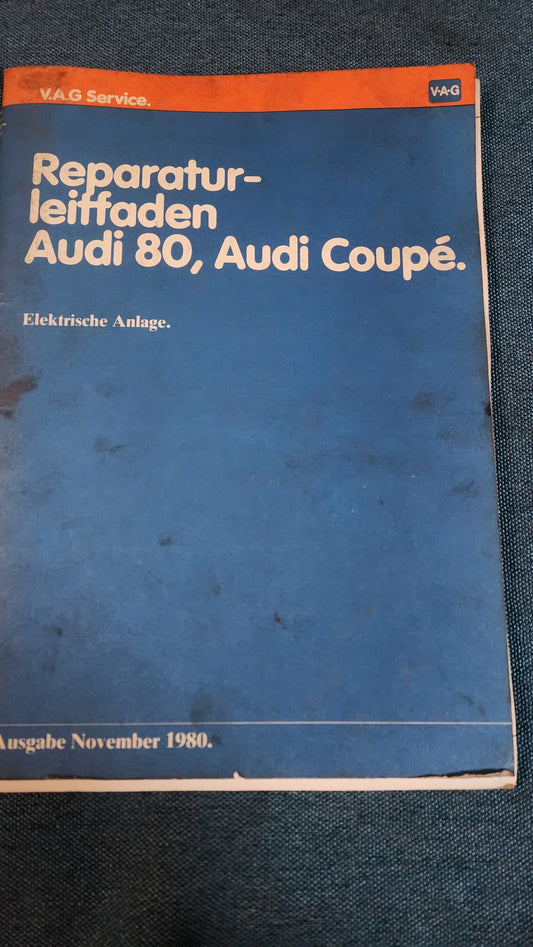 V.A.G Service.
V·A·G
Reparatur-
leitfaden
Audi 80, Audi Coupé.
Elektrische Anlage.
Ausgabe November 1980.